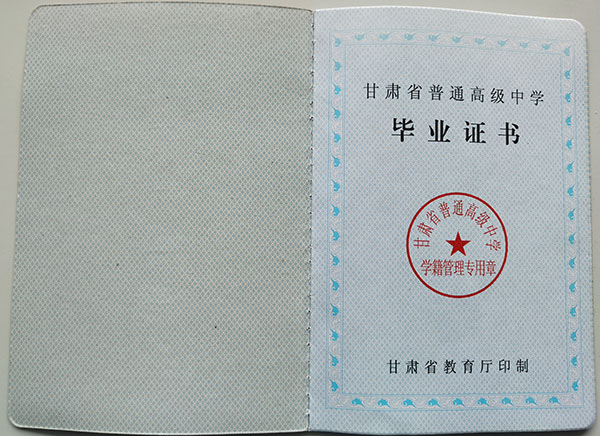 甘肃省普通高级中学
毕业证书
甘肃省普通高级中学
学籍管理专用章
甘肃省教育厅印制